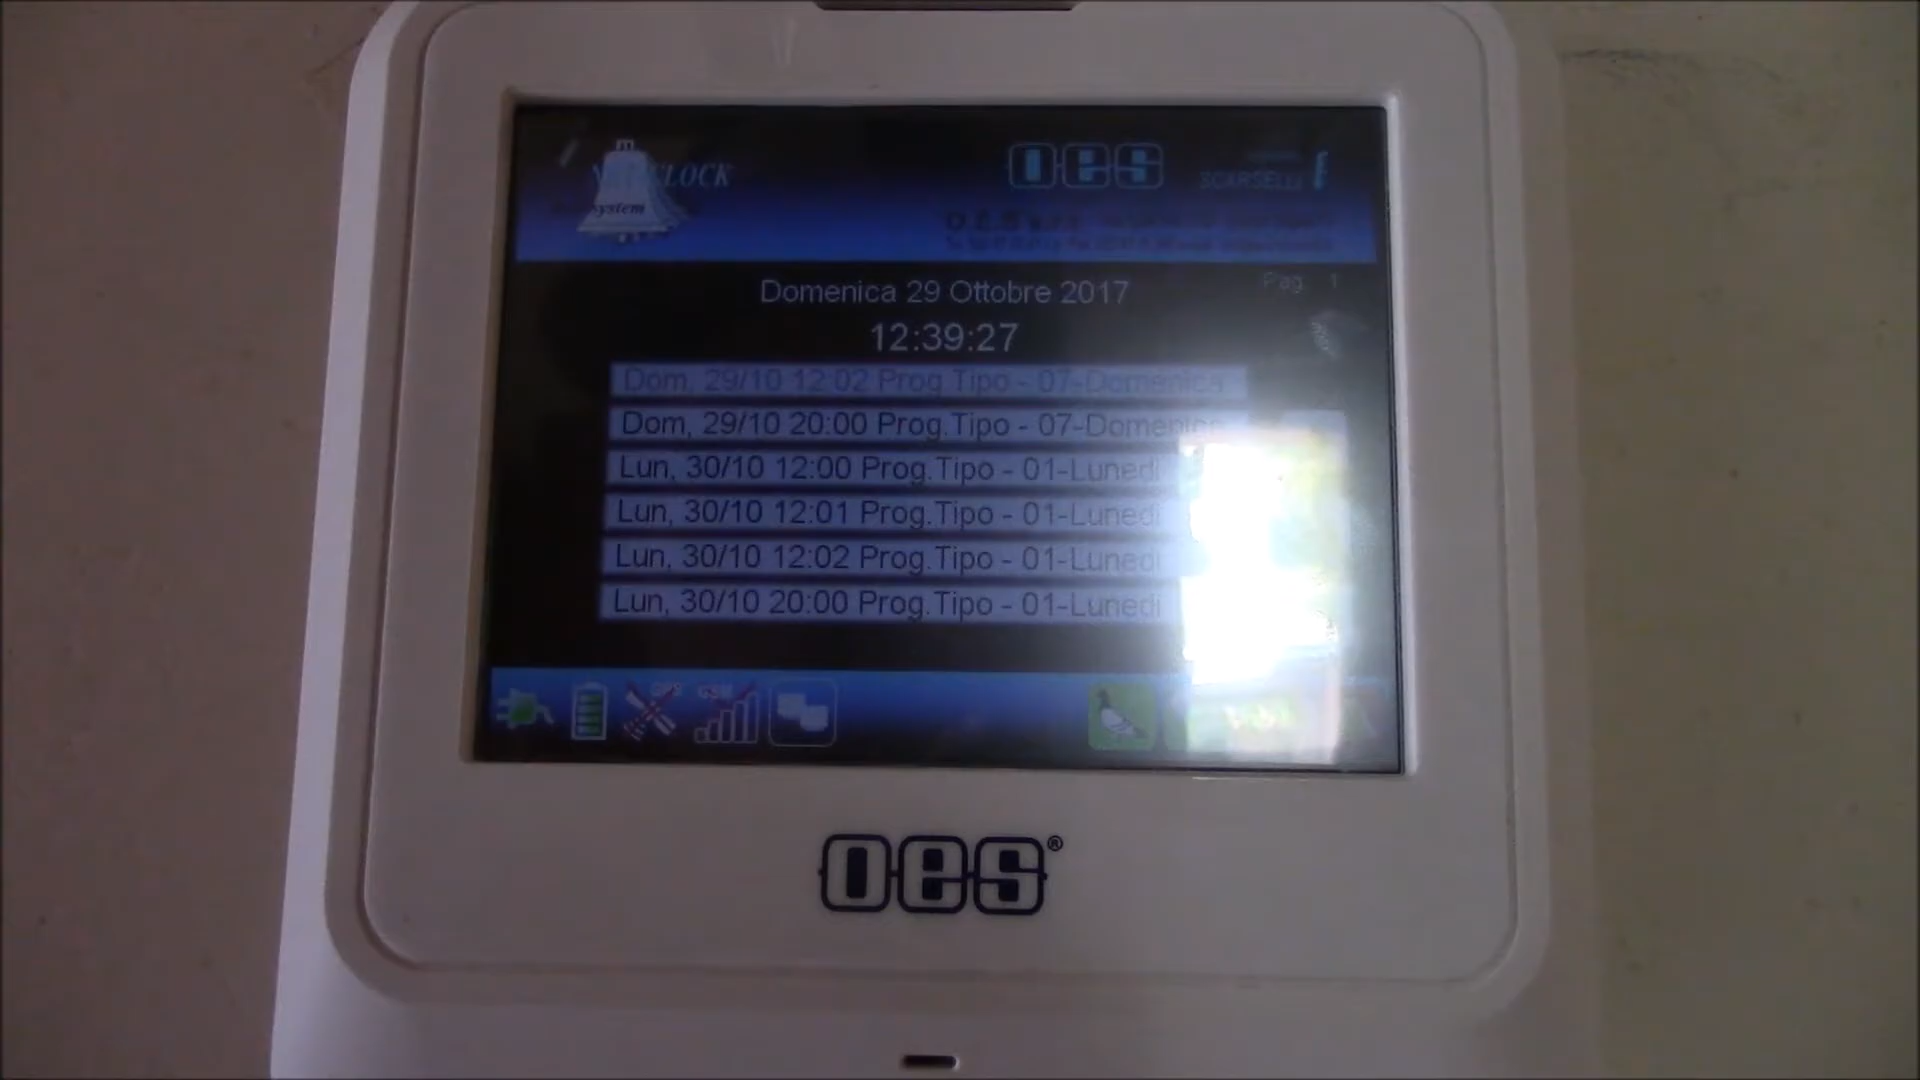 CLOCK
system
oes
SCARSELLI
Domenica 29 Ottobre 2017
Pag. 1
12:39:27
Dom, 29/10 12:02 Prog.Tipo - 07-Domenica
Dom, 29/10 20:00 Prog.Tipo - 07-Domenica
Lun, 30/10 12:00 Prog.Tipo - 01-Lunedi
Lun, 30/10 12:01 Prog.Tipo - 01-Lunedi
Lun, 30/10 12:02 Prog.Tipo - 01-Lunedi
Lun, 30/10 20:00 Prog.Tipo - 01-Lunedi
oes®